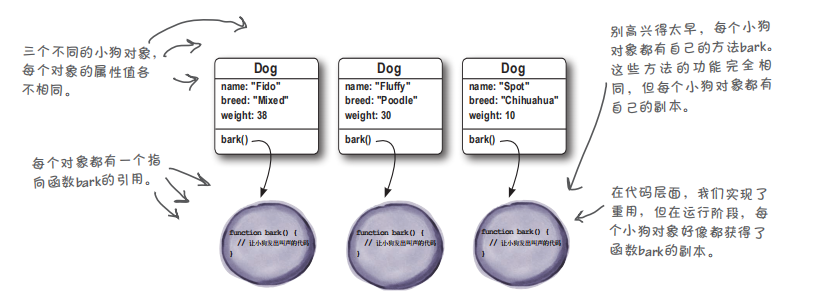 三个不同的小狗对象,
每个对象的属性值各
不相同。
Dog
name: "Fido"
breed: "Mixed"
weight: 38
bark()
Dog
name: "Fluffy"
breed: "Poodle"
weight: 30
bark()
Dog
name: "Spot"
breed: "Chihuahua"
weight: 10
bark()
别高兴得太早，每个小狗
对象都有自己的方法bark。
这些方法的功能完全相
同，但每个小狗对象都有
自己的副本。
每个对象都有一个指
向函数bark的引用。
function bark() {
// 让小狗发出叫声的代码
}
function bark() {
// 让小狗发出叫声的代码
}
function bark() {
// 让小狗发出叫声的代码
}
在代码层面，我们实现了
重用，但在运行阶段，每
个小狗对象好像都获得了
函数bark的副本。